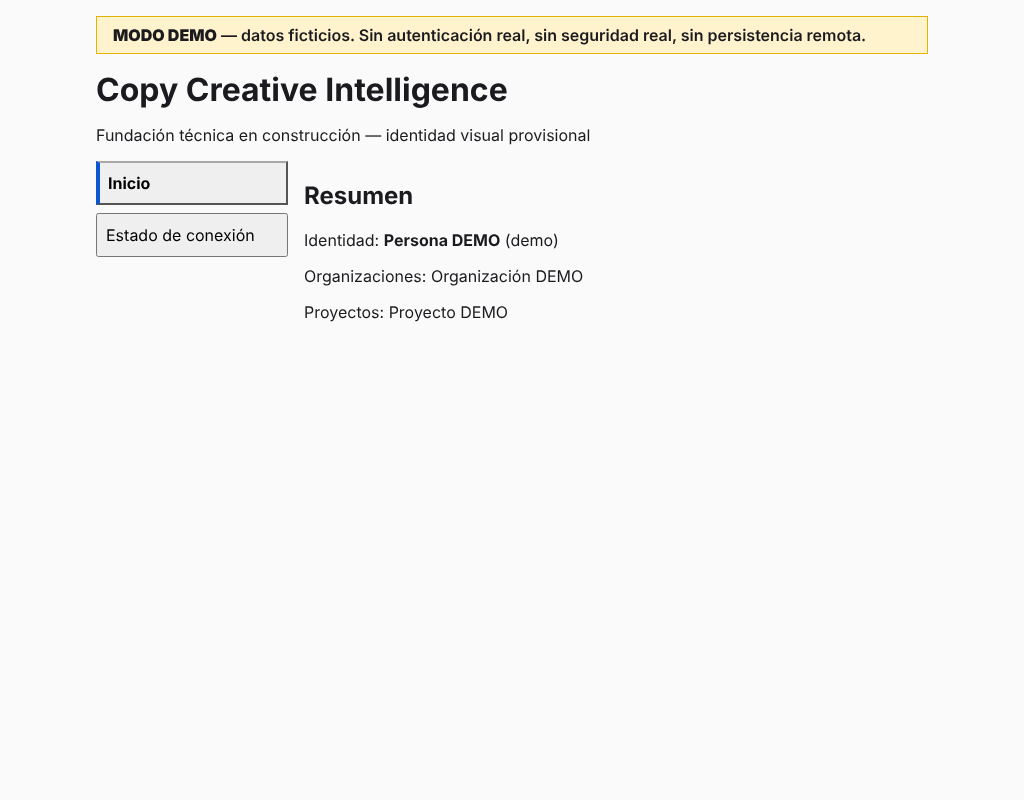 MODO DEMO — datos ficticios. Sin autenticación real, sin seguridad real, sin persistencia remota.
Copy Creative Intelligence
Fundación técnica en construcción — identidad visual provisional
Inicio
Estado de conexión
Resumen
Identidad: Persona DEMO (demo)
Organizaciones: Organización DEMO
Proyectos: Proyecto DEMO